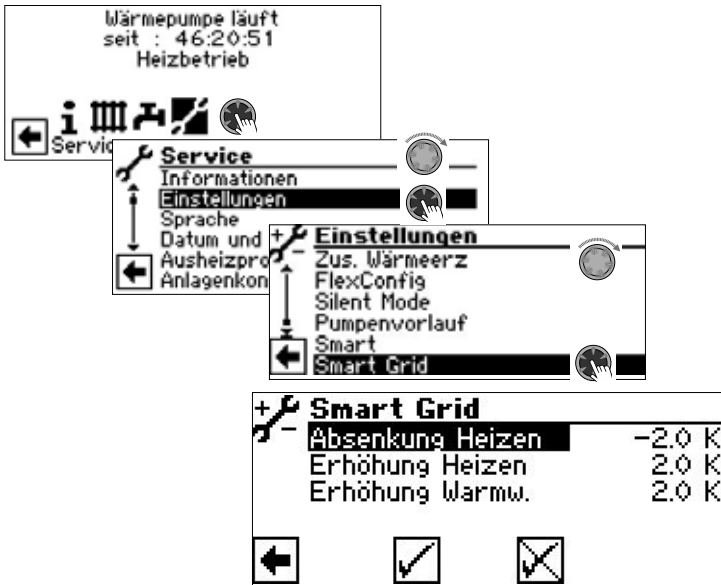 Wärmepumpe läuft
seit : 46:20:51
Heizbetrieb
Servic
Service
Informationen
Einstellungen
Sprache
Datum und
Ausheizpro
Anlagenkon
Einstellungen
Zus. Wärmeerz
FlexConfig
Silent Mode
Pumpenvorlauf
Smart
Smart Grid
Smart Grid
Absenkung Heizen -2.0 K
Erhöhung Heizen 2.0 K
Erhöhung Warmw. 2.0 K